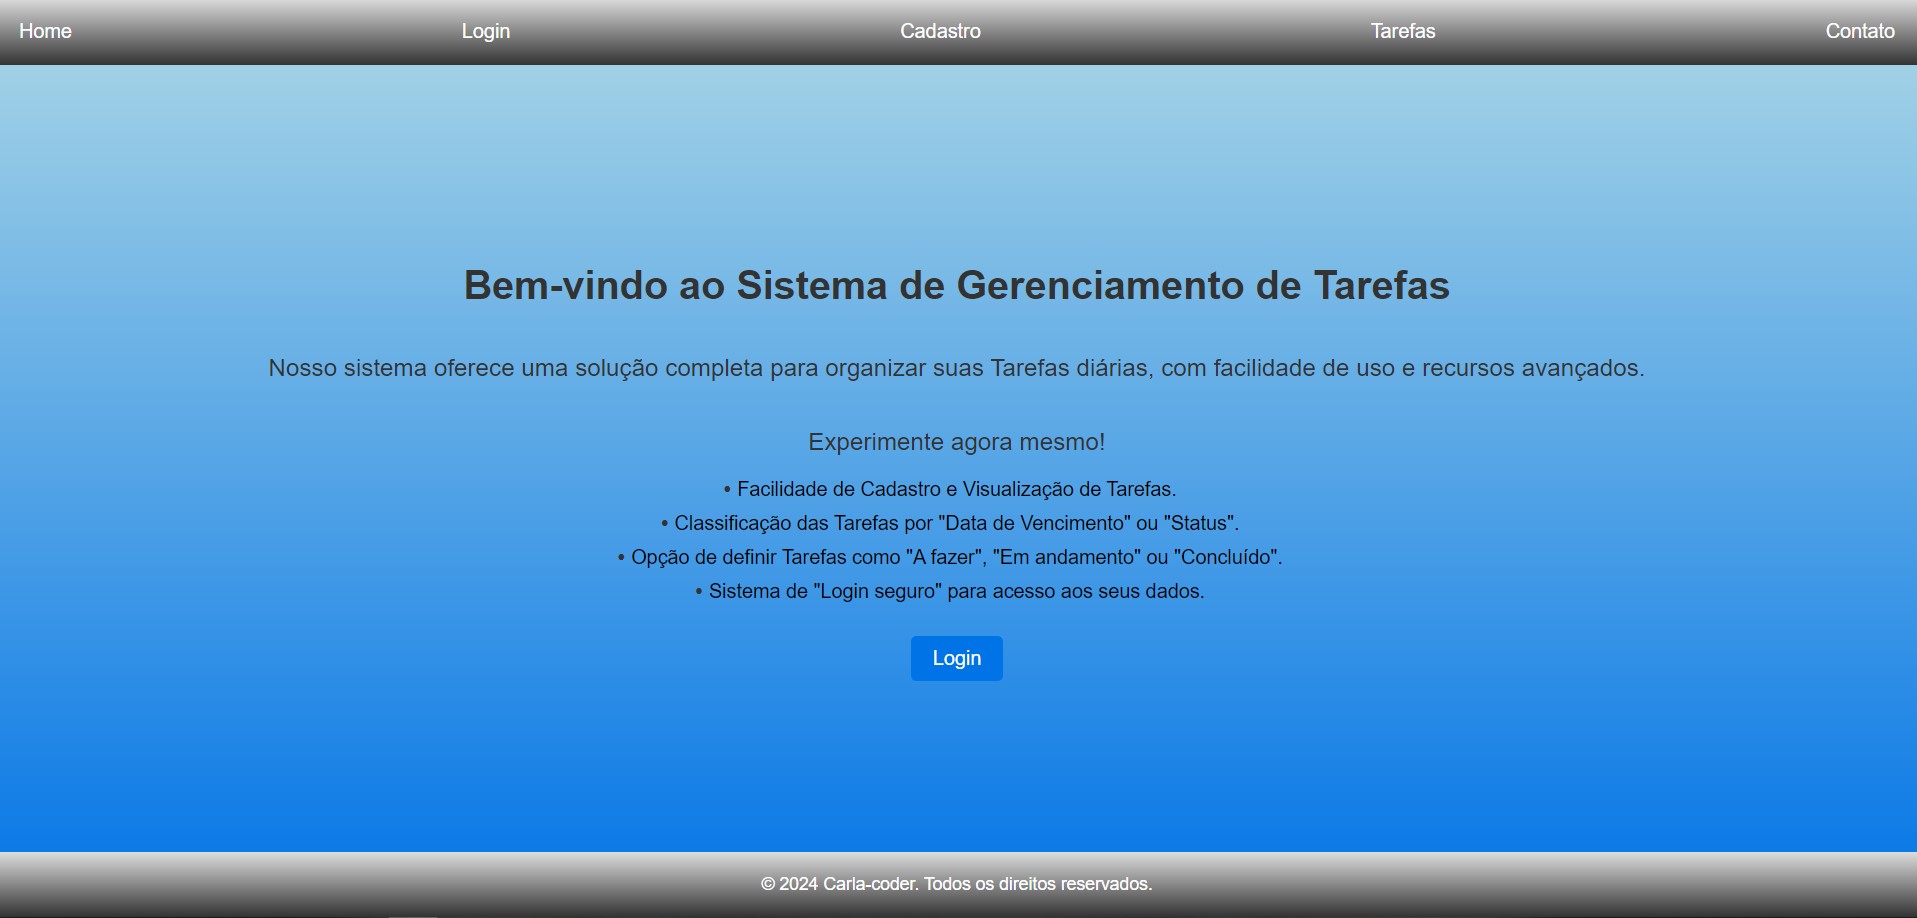 Home Login Cadastro Tarefas Contato
Bem-vindo ao Sistema de Gerenciamento de Tarefas
Nosso sistema oferece uma solução completa para organizar suas Tarefas diárias, com facilidade de uso e recursos avançados.
Experimente agora mesmo!
• Facilidade de Cadastro e Visualização de Tarefas.
• Classificação das Tarefas por "Data de Vencimento" ou "Status".
• Opção de definir Tarefas como "A fazer", "Em andamento" ou "Concluído".
• Sistema de "Login seguro" para acesso aos seus dados.
Login
© 2024 Carla-coder. Todos os direitos reservados.